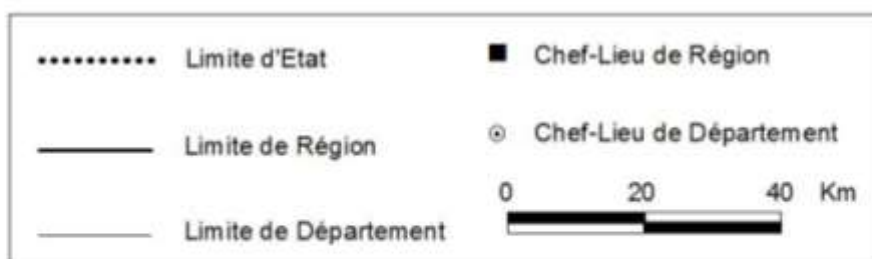 Limite d'Etat
Limite de Région
Limite de Département
Chef-Lieu de Région
Chef-Lieu de Département
0 20 40 Km